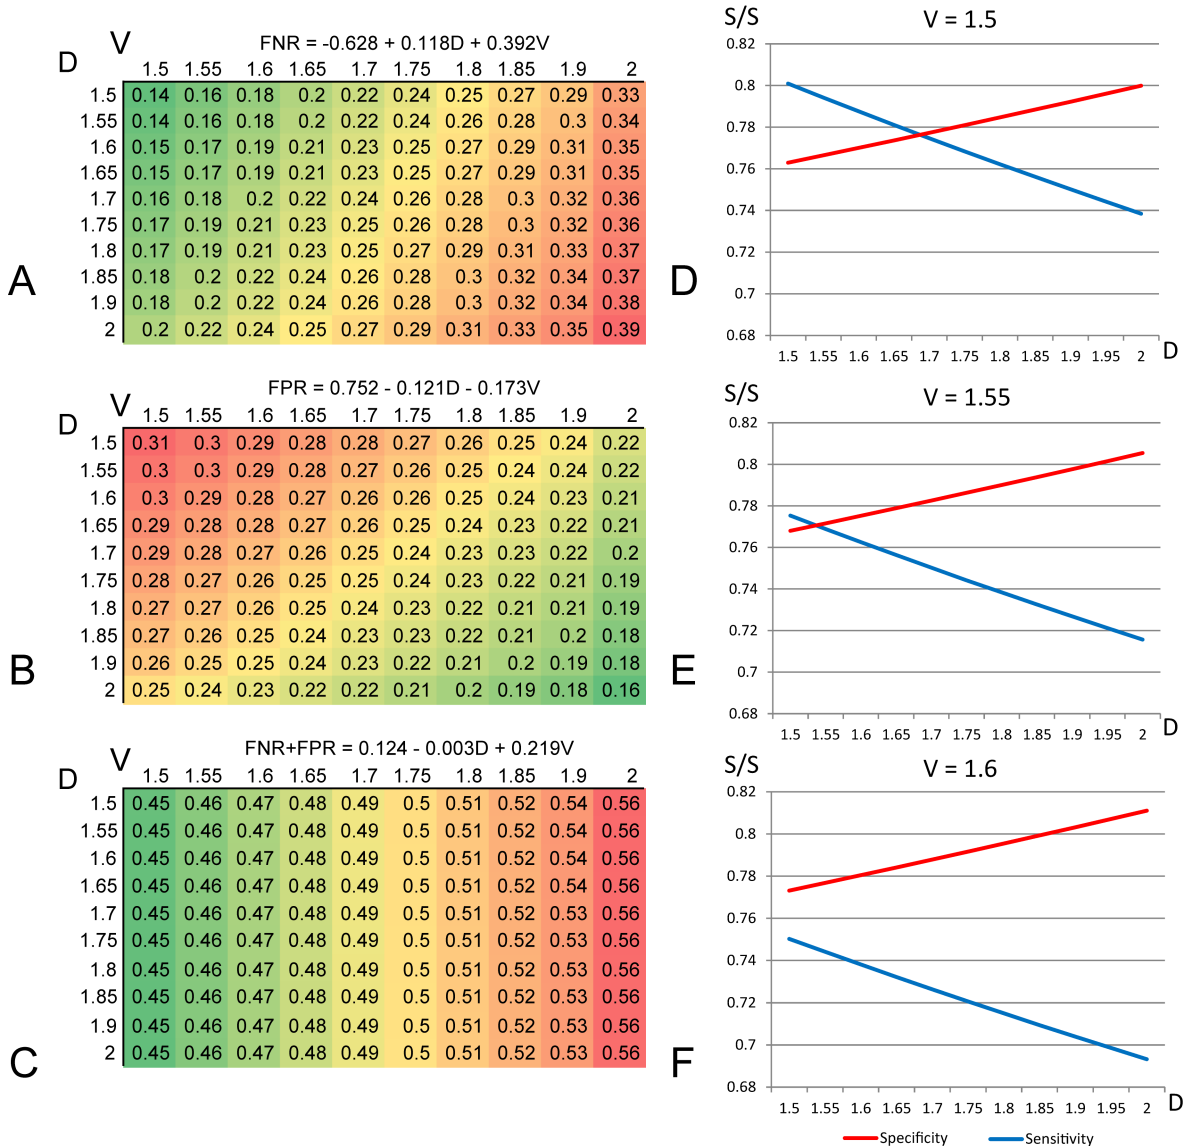 V
FNR = -0.628 + 0.118D + 0.392V
D
1.5 1.55 1.6 1.65 1.7 1.75 1.8 1.85 1.9 2
1.5 0.14 0.16 0.18 0.2 0.22 0.24 0.25 0.27 0.29 0.33
1.55 0.14 0.16 0.18 0.2 0.22 0.24 0.26 0.28 0.3 0.34
1.6 0.15 0.17 0.19 0.21 0.23 0.25 0.27 0.29 0.31 0.35
1.65 0.15 0.17 0.19 0.21 0.23 0.25 0.27 0.29 0.31 0.35
1.7 0.16 0.18 0.2 0.22 0.24 0.26 0.28 0.3 0.32 0.36
1.75 0.17 0.19 0.21 0.23 0.25 0.26 0.28 0.3 0.32 0.36
1.8 0.17 0.19 0.21 0.23 0.25 0.27 0.29 0.31 0.33 0.37
1.85 0.18 0.2 0.22 0.24 0.26 0.28 0.3 0.32 0.34 0.37
1.9 0.18 0.2 0.22 0.24 0.26 0.28 0.3 0.32 0.34 0.38
2 0.2 0.22 0.24 0.25 0.27 0.29 0.31 0.33 0.35 0.39
A
FPR = 0.752 - 0.121D - 0.173V
V
D
1.5 1.55 1.6 1.65 1.7 1.75 1.8 1.85 1.9 2
1.5 0.31 0.3 0.29 0.28 0.28 0.27 0.26 0.25 0.24 0.22
1.55 0.3 0.3 0.29 0.28 0.27 0.26 0.25 0.24 0.24 0.22
1.6 0.3 0.29 0.28 0.27 0.26 0.26 0.25 0.24 0.23 0.21
1.65 0.29 0.28 0.28 0.27 0.26 0.25 0.24 0.23 0.22 0.21
1.7 0.29 0.28 0.27 0.26 0.25 0.24 0.23 0.23 0.22 0.2
1.75 0.28 0.27 0.26 0.25 0.25 0.24 0.23 0.22 0.21 0.19
1.8 0.27 0.27 0.26 0.25 0.24 0.23 0.22 0.21 0.21 0.19
1.85 0.27 0.26 0.25 0.24 0.23 0.23 0.22 0.21 0.2 0.18
1.9 0.26 0.25 0.25 0.24 0.23 0.22 0.21 0.2 0.19 0.18
2 0.25 0.24 0.23 0.22 0.22 0.21 0.2 0.19 0.18 0.16
B
FNR+FPR = 0.124 - 0.003D + 0.219V
V
D
1.5 1.55 1.6 1.65 1.7 1.75 1.8 1.85 1.9 2
1.5 0.45 0.46 0.47 0.48 0.49 0.5 0.51 0.52 0.54 0.56
1.55 0.45 0.46 0.47 0.48 0.49 0.5 0.51 0.52 0.54 0.56
1.6 0.45 0.46 0.47 0.48 0.49 0.5 0.51 0.52 0.54 0.56
1.65 0.45 0.46 0.47 0.48 0.49 0.5 0.51 0.52 0.54 0.56
1.7 0.45 0.46 0.47 0.48 0.49 0.5 0.51 0.52 0.53 0.56
1.75 0.45 0.46 0.47 0.48 0.49 0.5 0.51 0.52 0.53 0.56
1.8 0.45 0.46 0.47 0.48 0.49 0.5 0.51 0.52 0.53 0.56
1.85 0.45 0.46 0.47 0.48 0.49 0.5 0.51 0.52 0.53 0.56
1.9 0.45 0.46 0.47 0.48 0.49 0.5 0.51 0.52 0.53 0.56
2 0.45 0.46 0.47 0.48 0.49 0.5 0.51 0.52 0.53 0.56
C
S/S
V = 1.5
0.82
0.8
0.78
0.76
0.74
0.72
0.7
0.68
1.5 1.55 1.6 1.65 1.7 1.75 1.8 1.85 1.9 1.95 2 D
D
S/S
V = 1.55
0.82
0.8
0.78
0.76
0.74
0.72
0.7
0.68
1.5 1.55 1.6 1.65 1.7 1.75 1.8 1.85 1.9 1.95 2 D
E
S/S
V = 1.6
0.82
0.8
0.78
0.76
0.74
0.72
0.7
0.68
1.5 1.55 1.6 1.65 1.7 1.75 1.8 1.85 1.9 1.95 2 D
F
Specificity Sensitivity